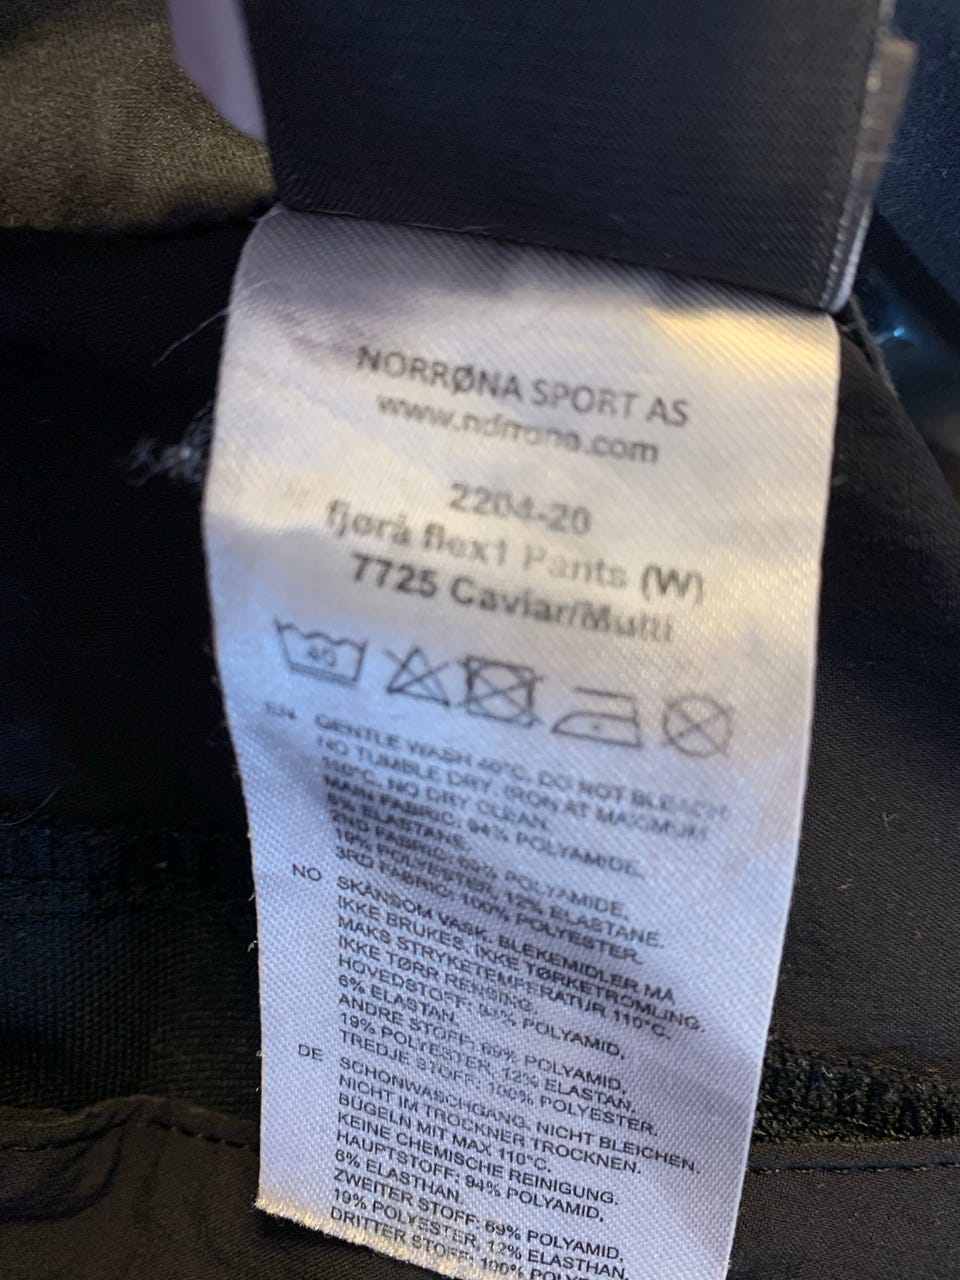 NORRØNA SPORT AS
www.norrona.com
2204-20
fjørå flex1 Pants (W)
7725 Caviar/Multi
40
EN GENTLE WASH 40°C. DO NOT BLEACH.
NO TUMBLE DRY. IRON AT MAXIMUM
110°C. NO DRY CLEAN.
MAIN FABRIC: 94% POLYAMIDE,
6% ELASTANE.
2ND FABRIC: 69% POLYAMIDE,
19% POLYESTER, 12% ELASTANE.
3RD FABRIC: 100% POLYESTER.
NO SKÅNSOM VASK. BLEKEMIDLER MÅ
IKKE BRUKES. IKKE TØRKETROMLING.
MAKS STRYKETEMPERATUR 110°C.
IKKE TØRR RENSING.
HOVEDSTOFF: 94% POLYAMID,
6% ELASTAN.
ANDRE STOFF: 69% POLYAMID,
19% POLYESTER, 12% ELASTAN,
TREDJE STOFF: 100% POLYESTER.
DE SCHONWASCHGANG. NICHT BLEICHEN.
NICHT IM TROCKNER TROCKNEN.
BÜGELN MIT MAX 110°C.
KEINE CHEMISCHE REINIGUNG.
HAUPTSTOFF: 94% POLYAMID,
6% ELASTHAN.
ZWEITER STOFF: 69% POLYAMID,
19% POLYESTER, 12% ELASTHAN.
DRITTER STOFF: 100% POLYESTER.